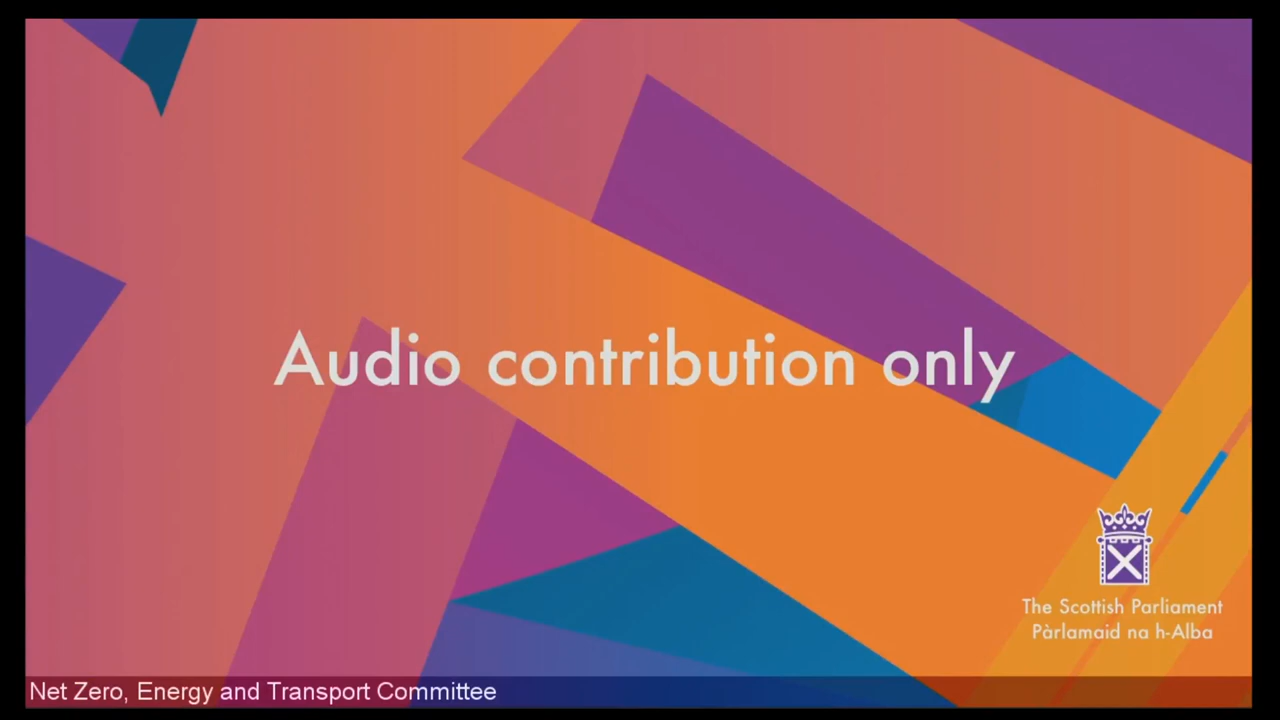 Audio contribution only
The Scottish Parliament
Pàrlamaid na h-Alba
Net Zero, Energy and Transport Committee